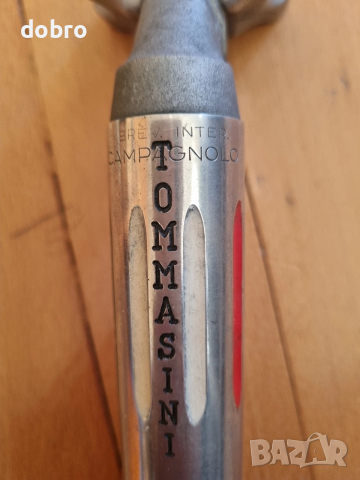 dobro
BREV. INTER.
CAMPAGNOLO
TOMMASINI
BAZAR